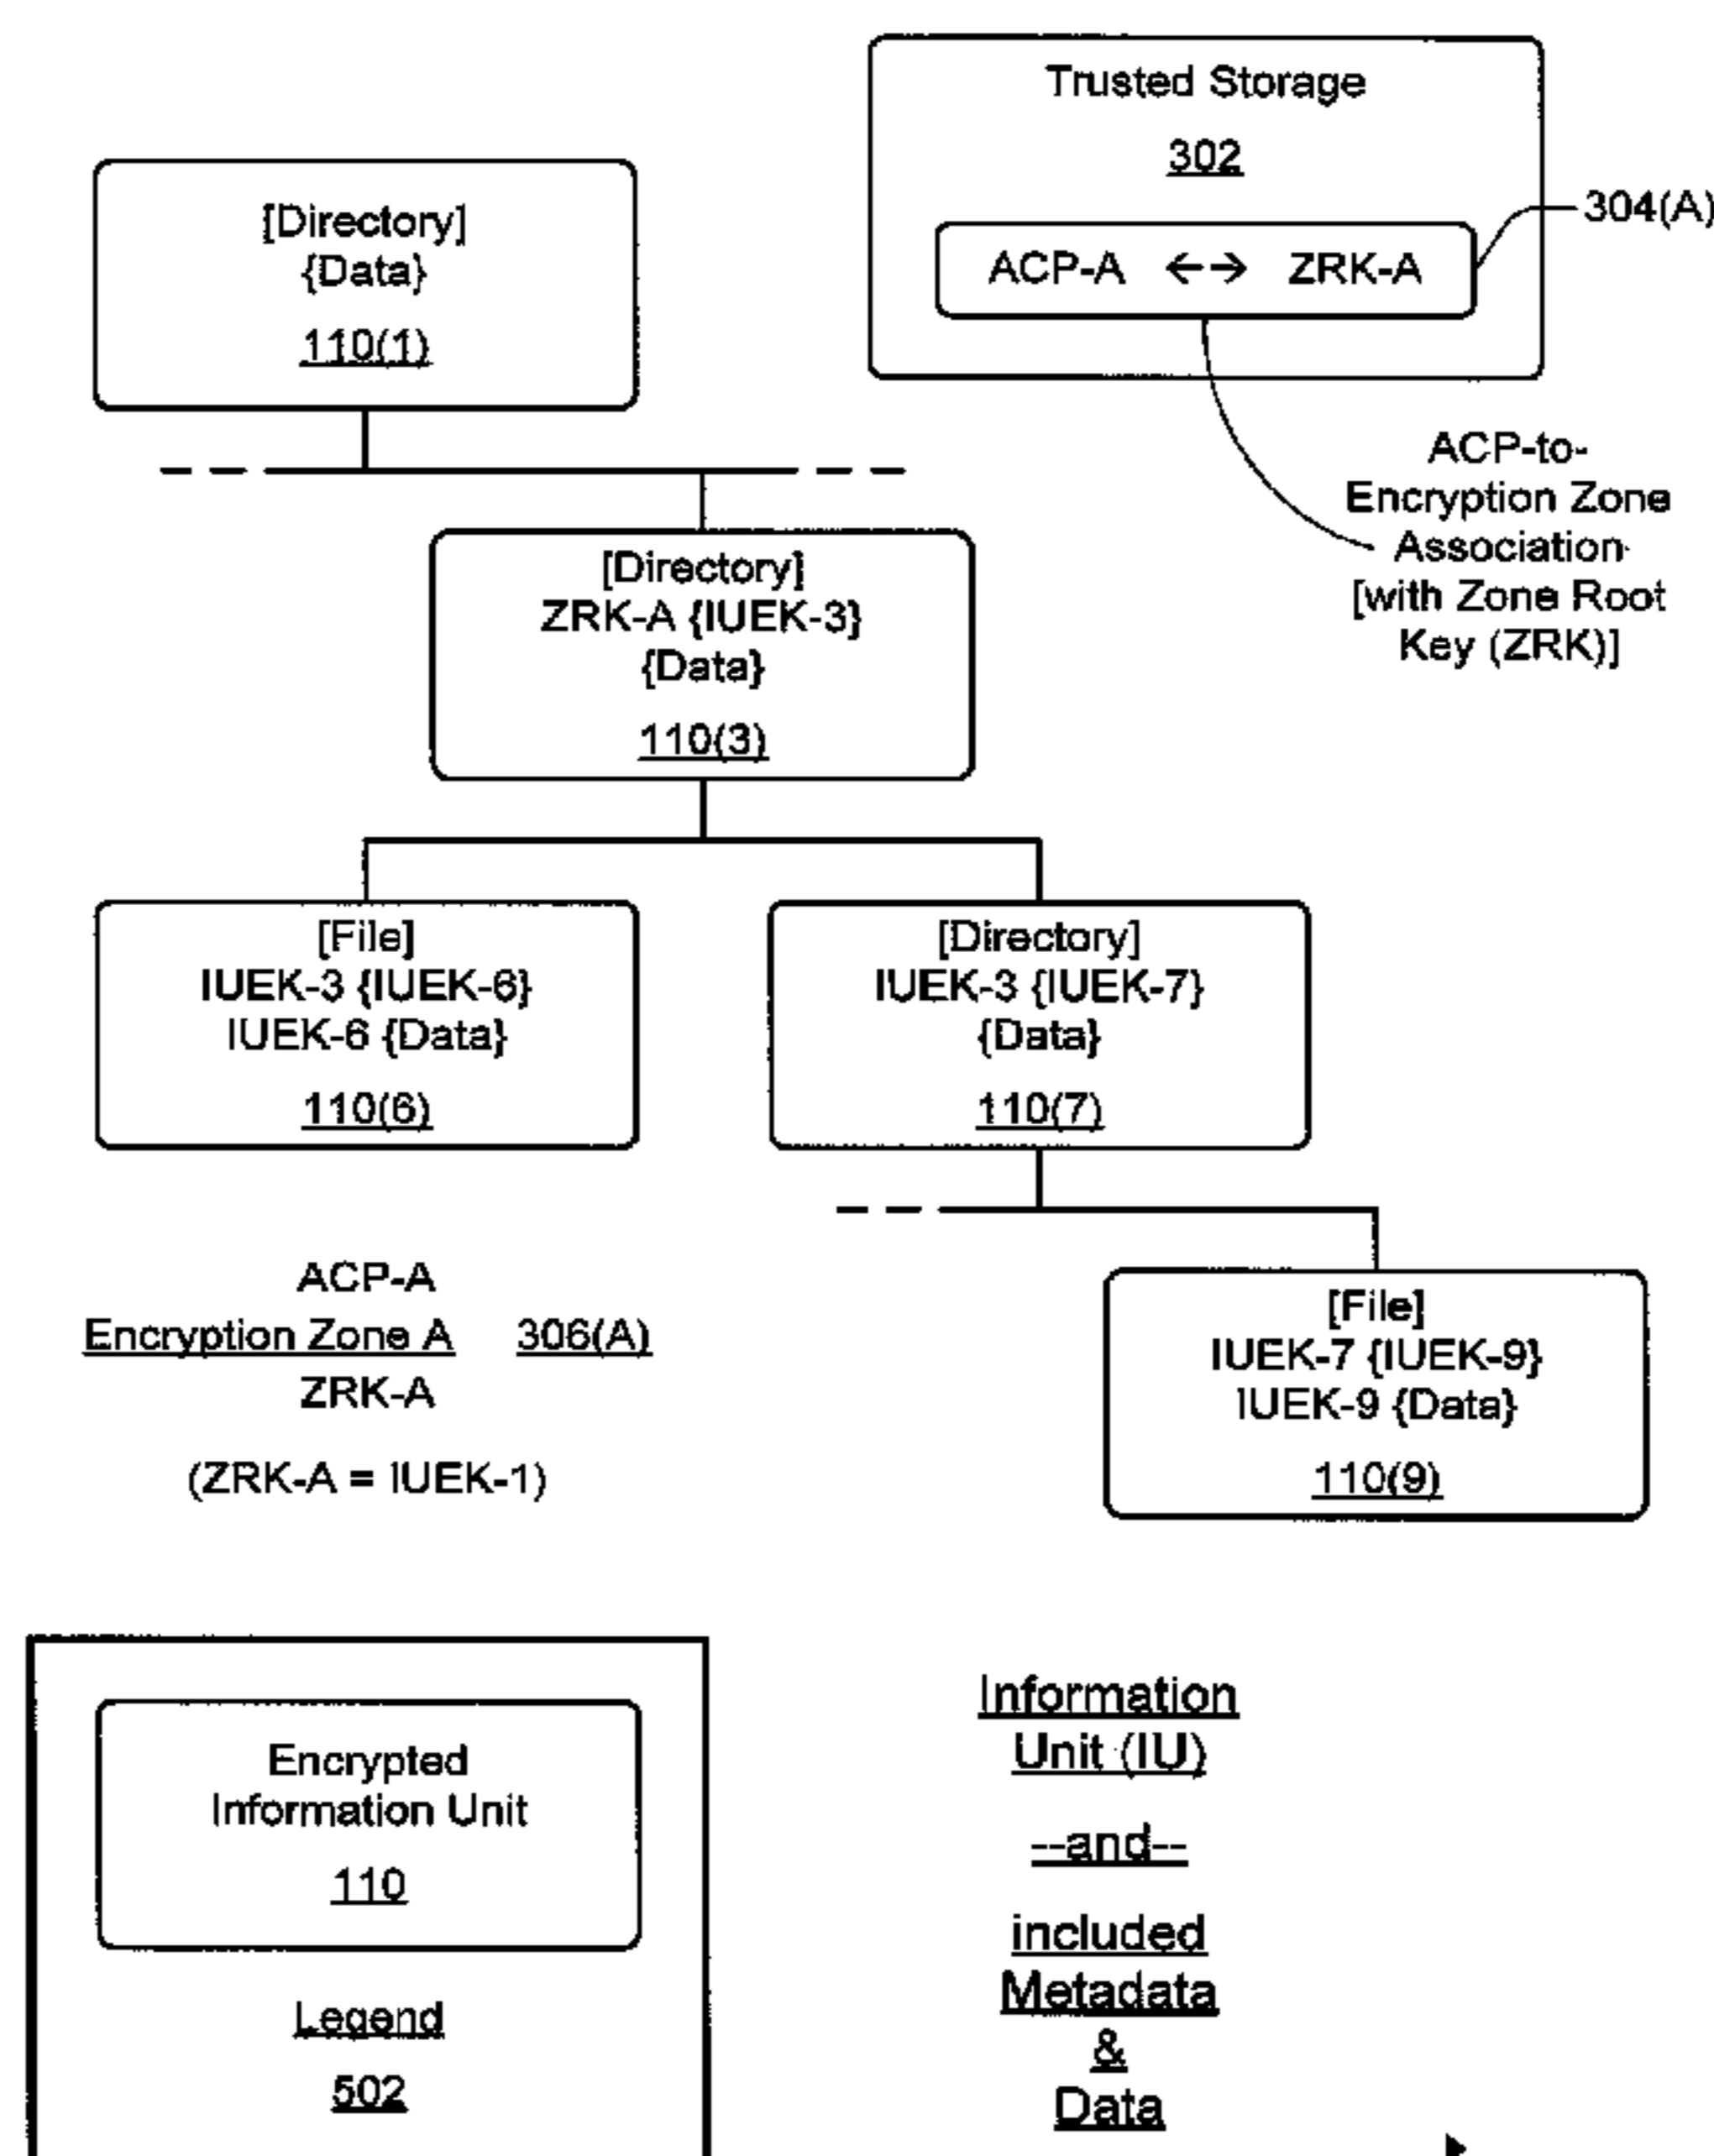 Trusted Storage
302
ACP-A <--> ZRK-A
304(A)
[Directory]
{Data}
110(1)
ACP-to-
Encryption Zone
Association
[with Zone Root
Key (ZRK)]
[Directory]
ZRK-A {IUEK-3}
{Data}
110(3)
[File]
IUEK-3 {IUEK-6}
IUEK-6 {Data}
110(6)
[Directory]
IUEK-3 {IUEK-7}
{Data}
110(7)
ACP-A
Encryption Zone A 306(A)
ZRK-A
(ZRK-A = IUEK-1)
[File]
IUEK-7 {IUEK-9}
IUEK-9 {Data}
110(9)
Encrypted
Information Unit
110
Legend
502
Information
Unit (IU)
--and--
included
Metadata
&
Data